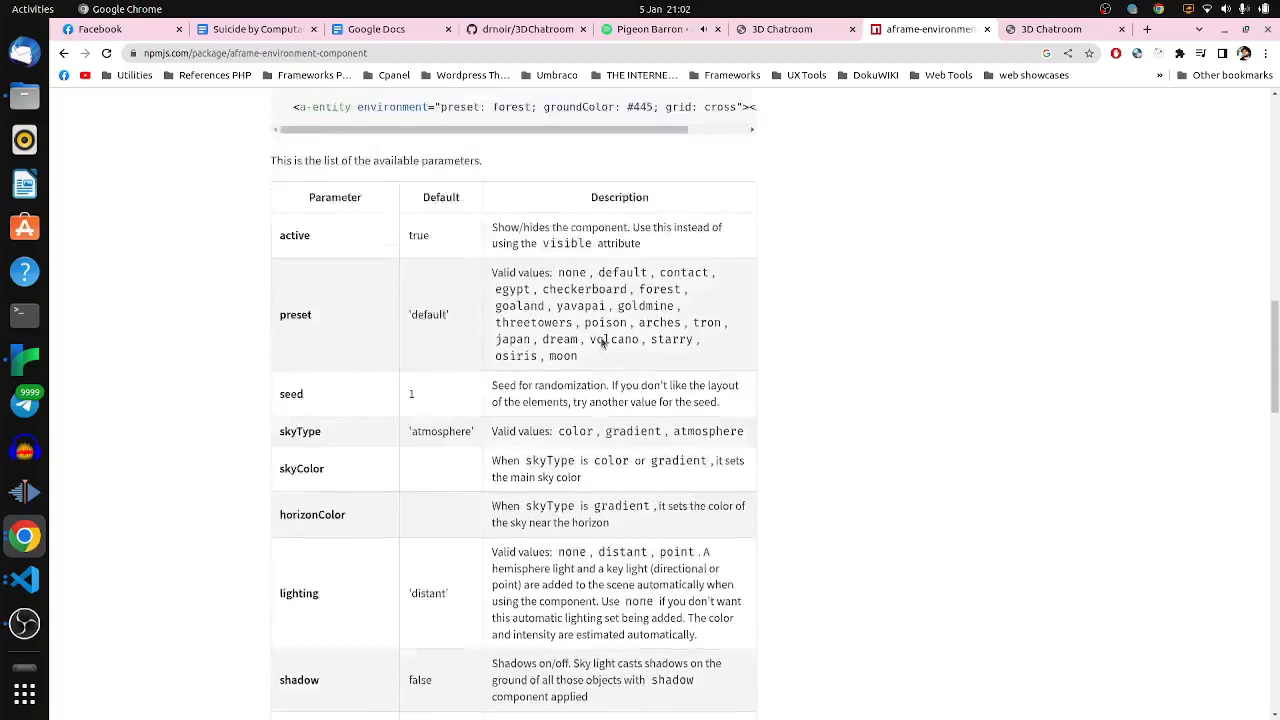 Activities
Google Chrome
5 Jan 21:02
Facebook
Suicide by Computa
Google Docs
drnoir/3DChatroom
Pigeon Barron
3D Chatroom
aframe-environmen
3D Chatroom
npmjs.com/package/aframe-environment-component
Utilities
References PHP
Frameworks P...
Cpanel
Wordpress Th...
Umbraco
THE INTERNE...
Frameworks
UX Tools
DokuWIKI
Web Tools
web showcases
»
Other bookmarks
<a-entity environment="preset: forest; groundColor: #445; grid: cross"><
This is the list of the available parameters.
Parameter Default Description
active true Show/hides the component. Use this instead of
using the visible attribute
preset 'default' Valid values: none , default , contact ,
egypt , checkerboard , forest ,
goaland , yavapai , goldmine ,
threetowers , poison , arches , tron ,
japan , dream , volcano , starry ,
osiris , moon
seed 1 Seed for randomization. If you don't like the layout
of the elements, try another value for the seed.
skyType 'atmosphere' Valid values: color , gradient , atmosphere
skyColor When skyType is color or gradient , it sets
the main sky color
horizonColor When skyType is gradient , it sets the color of
the sky near the horizon
lighting 'distant' Valid values: none , distant , point . A
hemisphere light and a key light (directional or
point) are added to the scene automatically when
using the component. Use none if you don't want
this automatic lighting set being added. The color
and intensity are estimated automatically.
shadow false Shadows on/off. Sky light casts shadows on the
ground of all those objects with shadow
component applied
9999